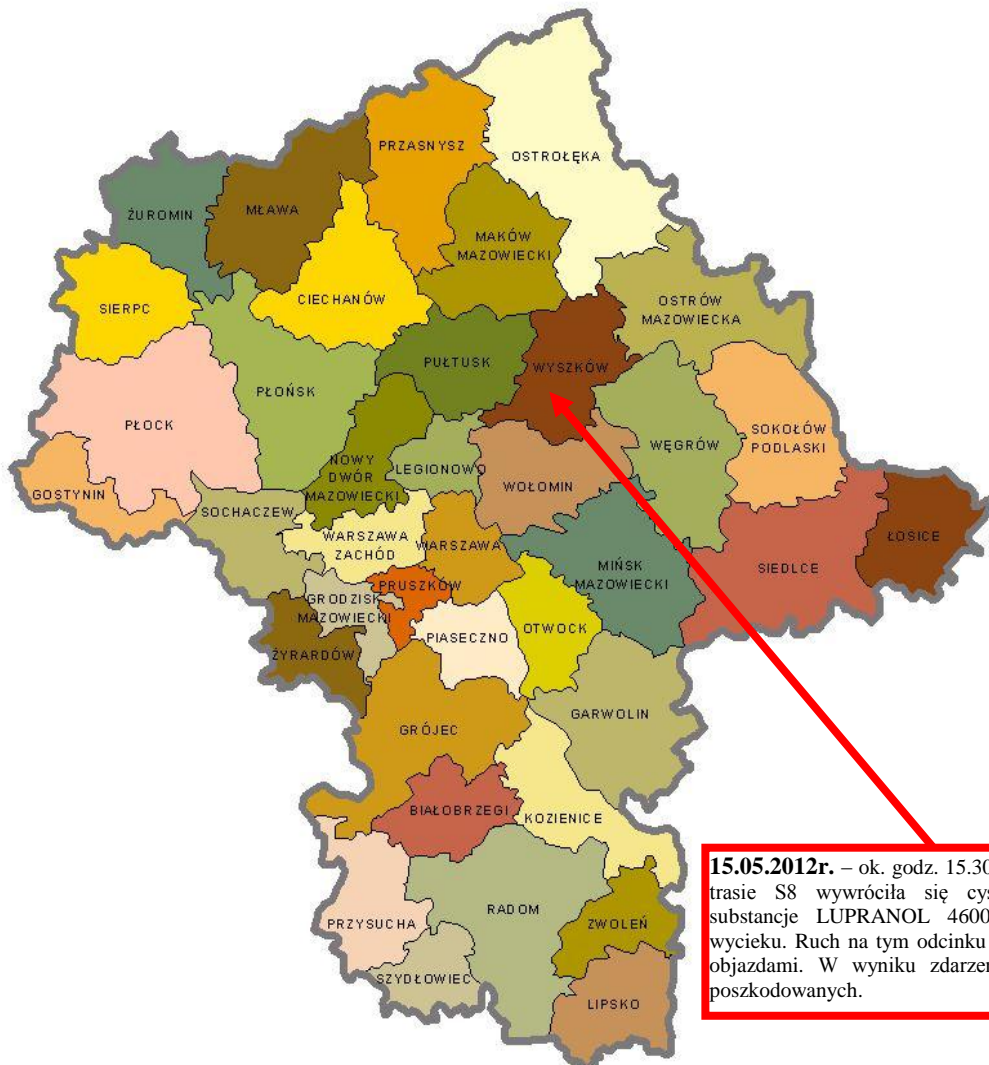 PRZASNYSZ
OSTROŁĘKA
ŻUROMIN
MŁAWA
MAKÓW
MAZOWIECKI
SIERPC
CIECHANÓW
OSTRÓW
MAZOWIECKA
PUŁTUSK
WYSZKÓW
PŁOŃSK
PŁOCK
WĘGRÓW
SOKOŁÓW
PODLASKI
NOWY
DWÓR
MAZOWIECKI
LEGIONOWO
WOŁOMIN
GOSTYNIN
SOCHACZEW
WARSZAWA
ZACHÓD
WARSZAWA
ŁOSICE
MIŃSK
MAZOWIECKI
SIEDLCE
PRUSZKÓW
GRODZISK
MAZOWIECKI
PIASECZNO
OTWOCK
ŻYRARDÓW
GARWOLIN
GRÓJEC
BIAŁOBRZEGI
KOZIENICE
PRZYSUCHA
RADOM
ZWOLEŃ
SZYDŁOWIEC
LIPSKO
15.05.2012r. – ok. godz. 15.30
trasie S8 wywróciła się cys
substancje LUPRANOL 4600
wycieku. Ruch na tym odcinku
objazdami. W wyniku zdarzen
poszkodowanych.